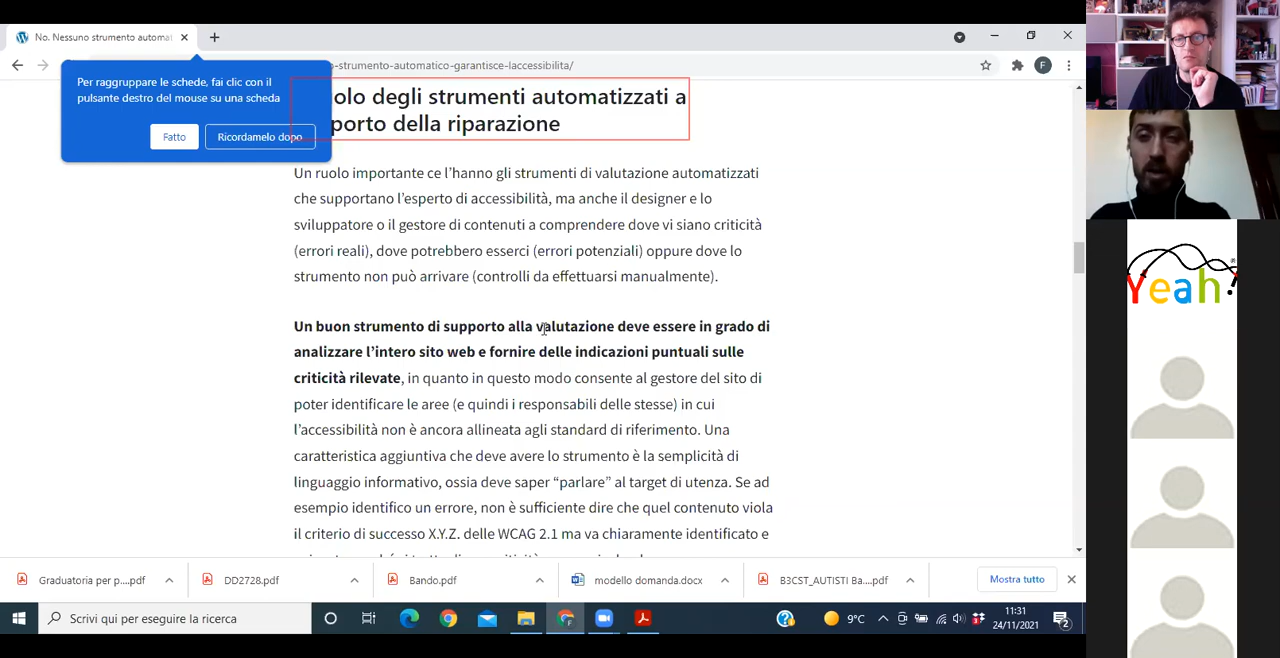 No. Nessuno strumento automat
Per raggruppare le schede, fai clic con il
pulsante destro del mouse su una scheda
Fatto
Ricordamelo dopo
o-strumento-automatico-garantisce-laccessibilita/
F
olo degli strumenti automatizzati a
porto della riparazione
Un ruolo importante ce l’hanno gli strumenti di valutazione automatizzati
che supportano l’esperto di accessibilità, ma anche il designer e lo
sviluppatore o il gestore di contenuti a comprendere dove vi siano criticità
(errori reali), dove potrebbero esserci (errori potenziali) oppure dove lo
strumento non può arrivare (controlli da effettuarsi manualmente).
Un buon strumento di supporto alla valutazione deve essere in grado di
analizzare l’intero sito web e fornire delle indicazioni puntuali sulle
criticità rilevate, in quanto in questo modo consente al gestore del sito di
poter identificare le aree (e quindi i responsabili delle stesse) in cui
l’accessibilità non è ancora allineata agli standard di riferimento. Una
caratteristica aggiuntiva che deve avere lo strumento è la semplicità di
linguaggio informativo, ossia deve saper “parlare” al target di utenza. Se ad
esempio identifico un errore, non è sufficiente dire che quel contenuto viola
il criterio di successo X.Y.Z. delle WCAG 2.1 ma va chiaramente identificato e
Yeah!
Graduatoria per p....pdf
DD2728.pdf
Bando.pdf
modello domanda.docx
B3CST_AUTISTI Ba....pdf
Mostra tutto
Scrivi qui per eseguire la ricerca
9°C
11:31
24/11/2021
2